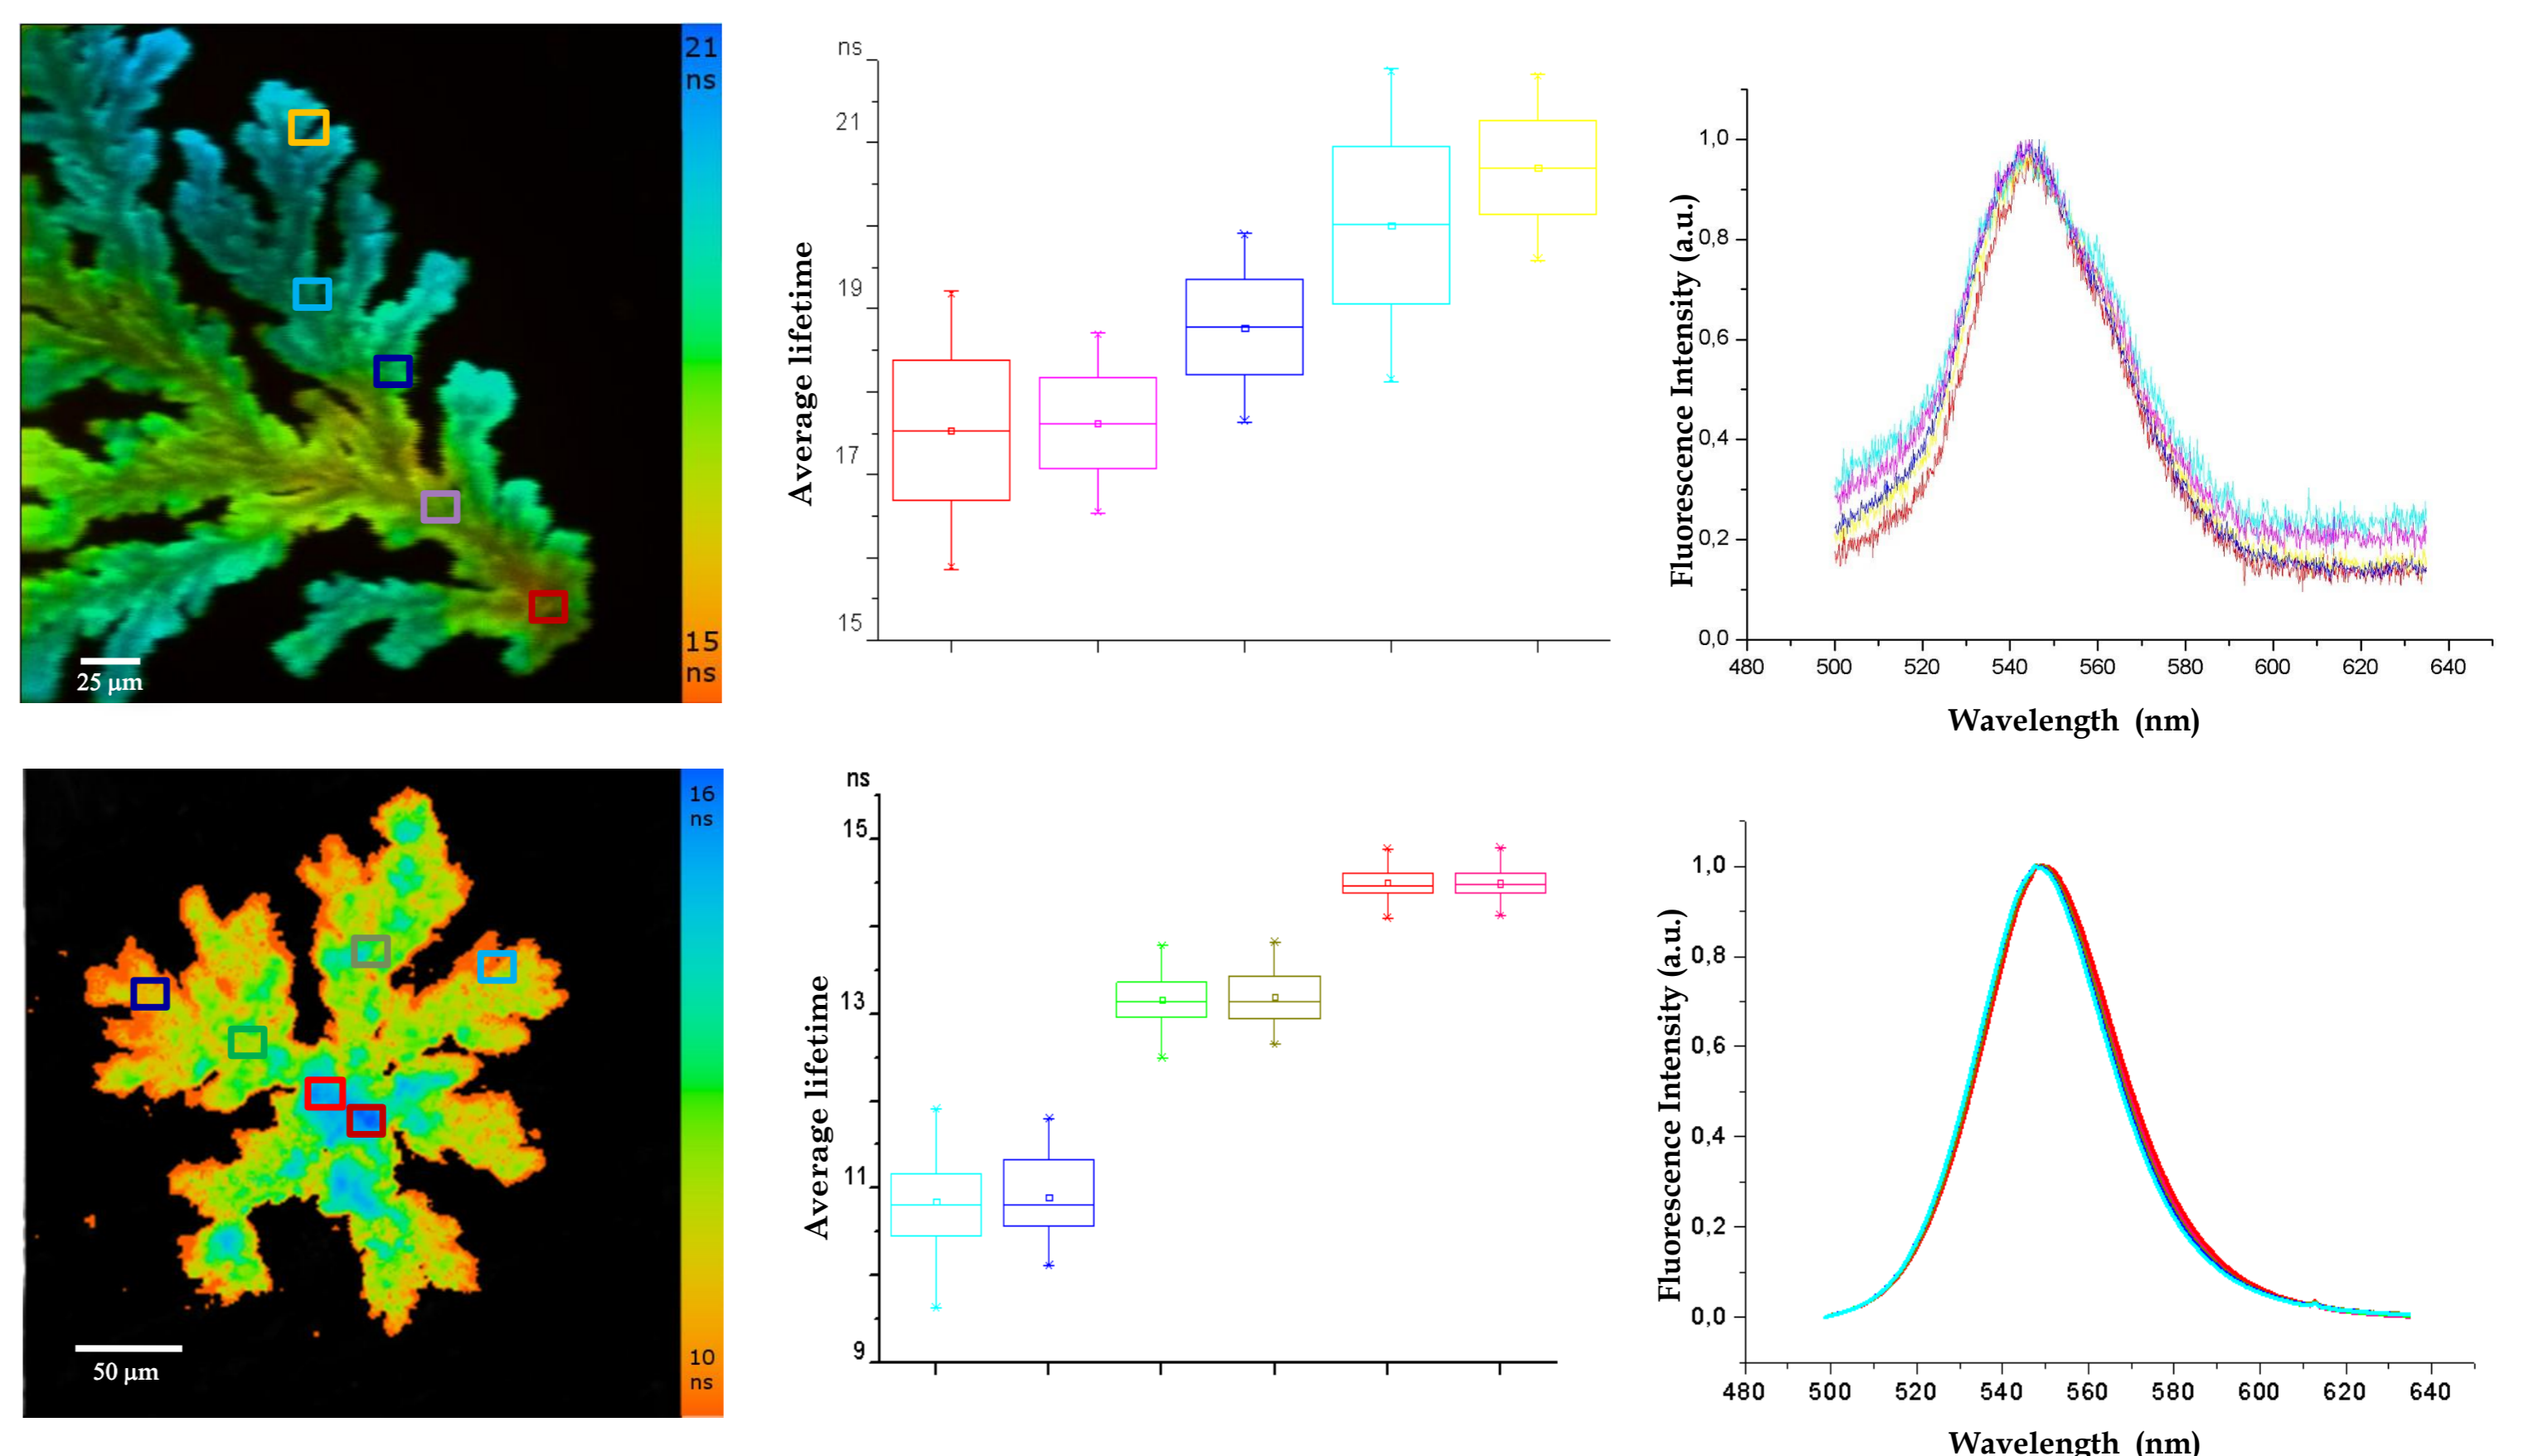 21
ns
15
ns
25 μm
ns
21
19
17
15
Average lifetime
1,0
0,8
0,6
0,4
0,2
0,0
480 500 520 540 560 580 600 620 640
Fluorescence Intensity (a.u.)
Wavelength (nm)
16
ns
10
ns
50 μm
ns
15
13
11
9
Average lifetime
1,0
0,8
0,6
0,4
0,2
0,0
480 500 520 540 560 580 600 620 640
Fluorescence Intensity (a.u.)
Wavelength (nm)